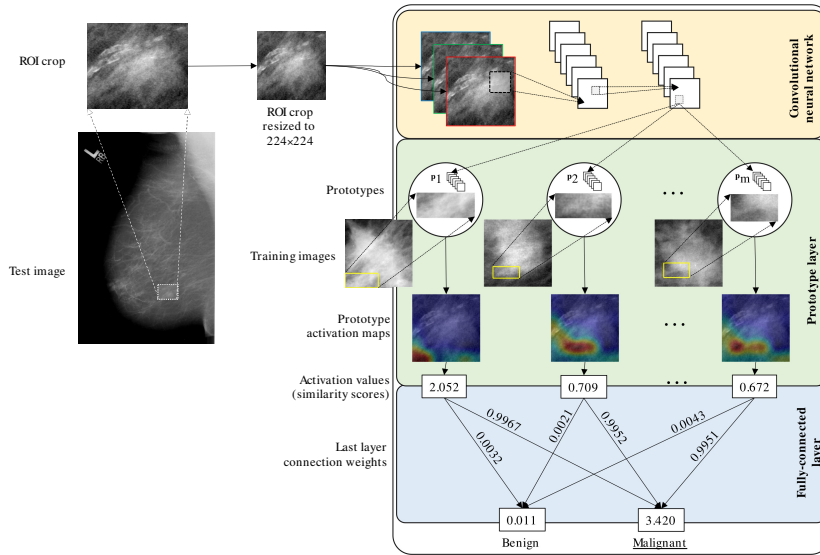 ROI crop
ROI crop
resized to
224×224
Convolutional
neural network
Prototypes
p1
p2
...
pm
Training images
Test image
Prototype layer
Prototype
activation maps
...
Activation values
(similarity scores)
2.052
0.709
...
0.672
0.9967
0.0032
0.0021
0.9952
0.0043
0.9951
Last layer
connection weights
Fully-connected
layer
0.011
3.420
Benign
Malignant